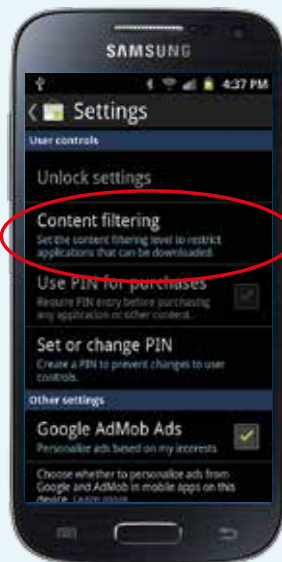 SAMSUNG
4:37 PM
Settings
User controls
Unlock settings
Content filtering
Set the content filtering level to restrict
applications that can be downloaded.
Use PIN for purchases
Require PIN entry before purchasing
any application or other content.
Set or change PIN
Create a PIN to prevent changes to user
controls.
Other settings
Google AdMob Ads
Personalize ads based on my interests
Choose whether to personalize ads from
Google and AdMob in mobile apps on this
device. Learn more